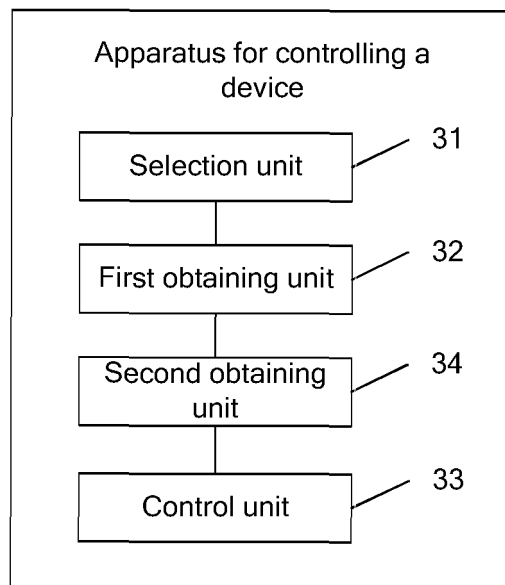 Apparatus for controlling a
device
Selection unit
31
First obtaining unit
32
Second obtaining
unit
34
Control unit
33